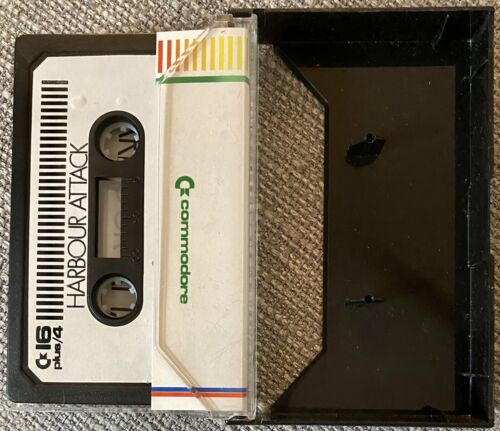 C16
plus/4
HARBOUR ATTACK
commodore